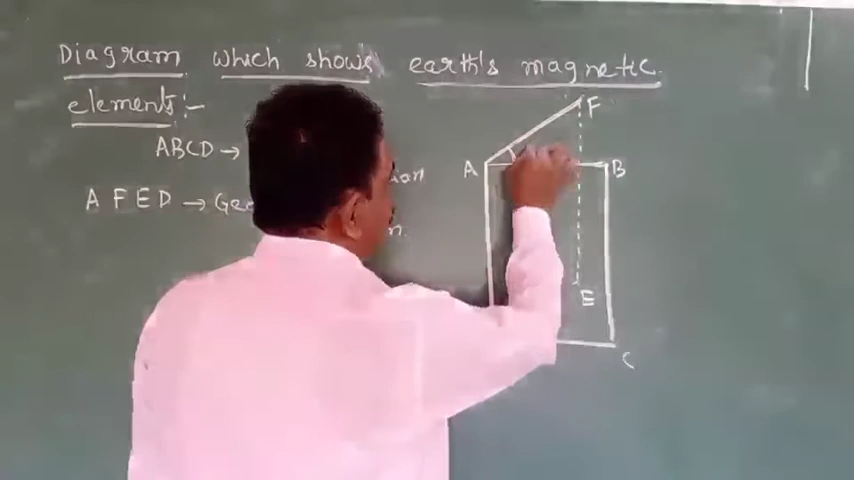 Diagram which shows earth's magnetic
elements:-
ABCD →
AFED →
F
A
B
E
C